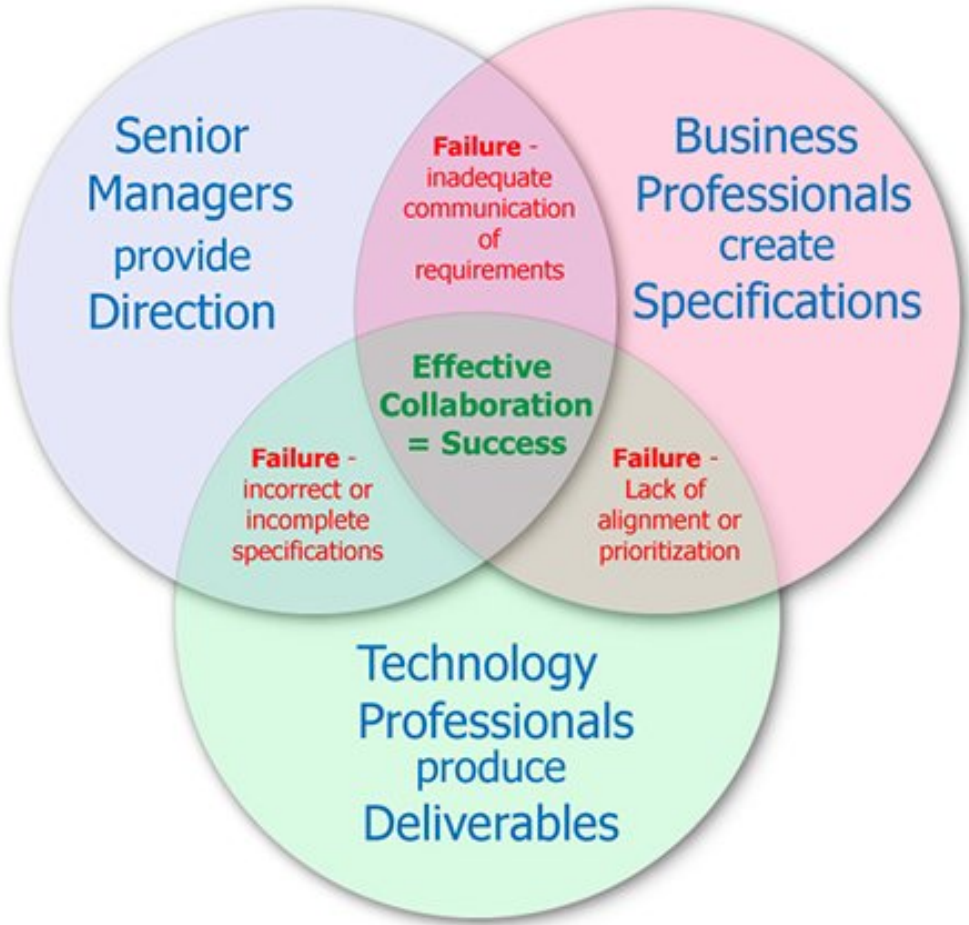 Senior
Managers
provide
Direction
Failure -
inadequate
communication
of
requirements
Business
Professionals
create
Specifications
Effective
Collaboration
= Success
Failure -
incorrect or
incomplete
specifications
Failure -
Lack of
alignment or
prioritization
Technology
Professionals
produce
Deliverables